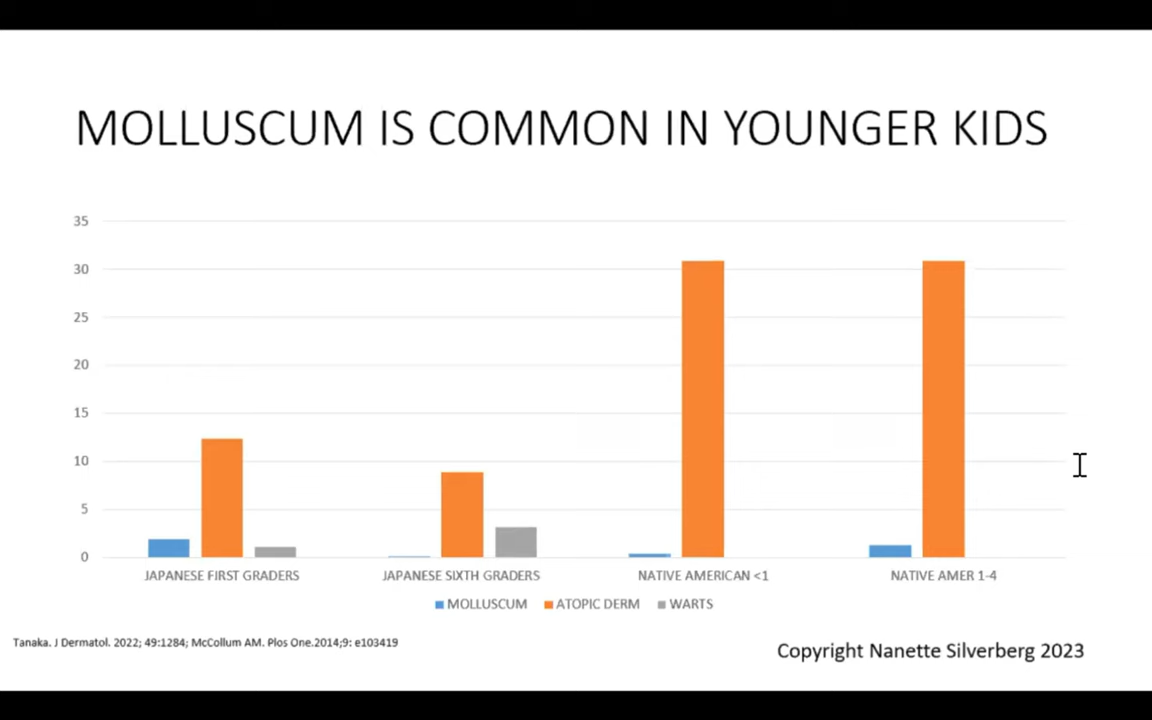 MOLLUSCUM IS COMMON IN YOUNGER KIDS
35
30
25
20
15
10
5
0
JAPANESE FIRST GRADERS
JAPANESE SIXTH GRADERS
NATIVE AMERICAN <1
NATIVE AMER 1-4
MOLLUSCUM
ATOPIC DERM
WARTS
Tanaka. J Dermatol. 2022; 49:1284; McCollum AM. Plos One.2014;9: e103419
Copyright Nanette Silverberg 2023